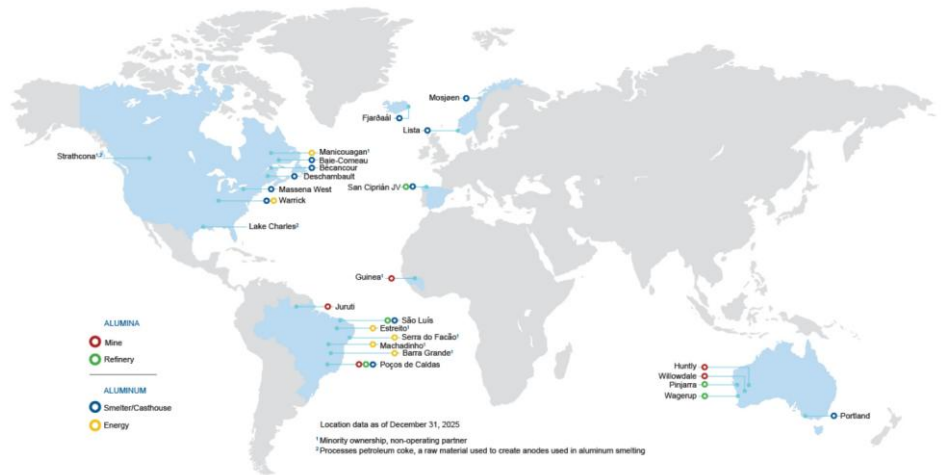 Mosjøen
Fjarðaál
Lista
Manicouagan¹
Baie-Comeau
Bécancour
Deschambault
Strathcona¹,²
San Ciprián JV
Massena West
Warrick
Lake Charles²
Guinea¹
Juruti
São Luís
Estreito¹
Serra do Facão¹
Machadinho¹
Barra Grande¹
Poços de Caldas
ALUMINA
Mine
Refinery
ALUMINUM
Smelter/Casthouse
Energy
Huntly
Willowdale
Pinjarra
Wagerup
Portland
Location data as of December 31, 2025
¹ Minority ownership, non-operating partner
² Processes petroleum coke, a raw material used to create anodes used in aluminum smelting